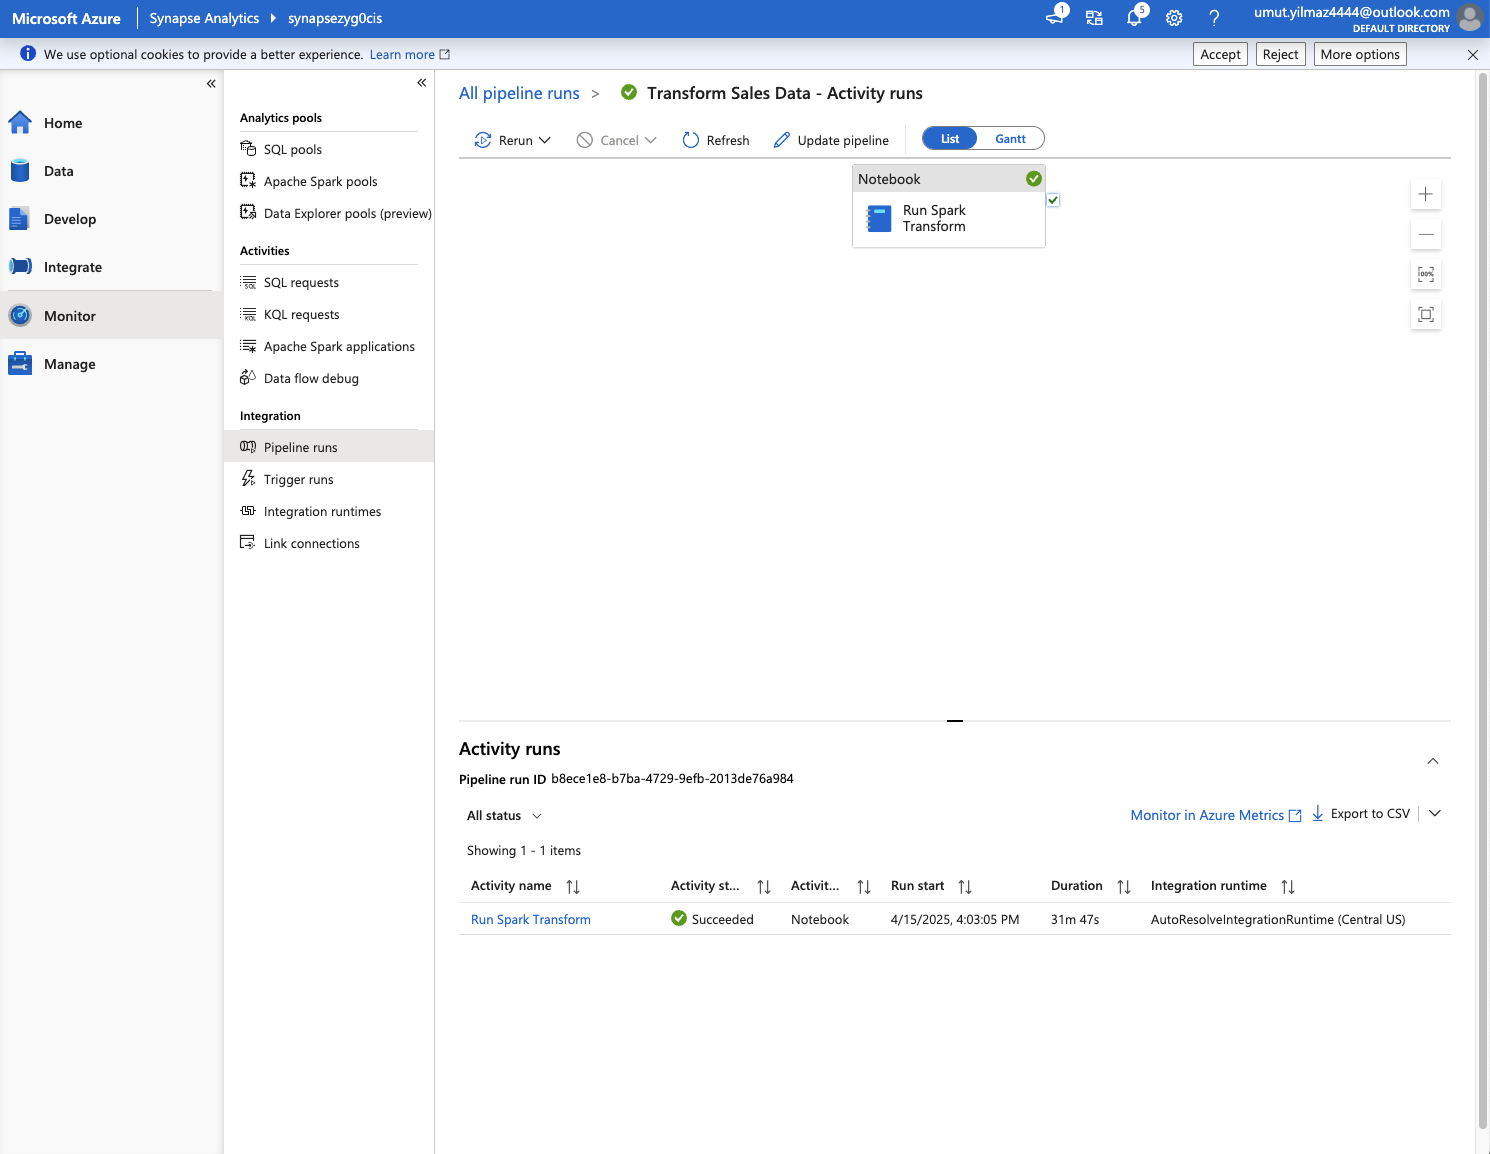 Microsoft Azure
Synapse Analytics
synapsezyg0cis
1
5
?
umut.yilmaz4444@outlook.com
DEFAULT DIRECTORY
We use optional cookies to provide a better experience. Learn more
Accept
Reject
More options
Home
Data
Develop
Integrate
Monitor
Manage
Analytics pools
SQL pools
Apache Spark pools
Data Explorer pools (preview)
Activities
SQL requests
KQL requests
Apache Spark applications
Data flow debug
Integration
Pipeline runs
Trigger runs
Integration runtimes
Link connections
All pipeline runs > Transform Sales Data - Activity runs
Rerun
Cancel
Refresh
Update pipeline
List
Gantt
Notebook
Run Spark
Transform
100%
Activity runs
Pipeline run ID b8ece1e8-b7ba-4729-9efb-2013de76a984
All status
Monitor in Azure Metrics
Export to CSV
Showing 1 - 1 items
Activity name
Activity st...
Activit...
Run start
Duration
Integration runtime
Run Spark Transform
Succeeded
Notebook
4/15/2025, 4:03:05 PM
31m 47s
AutoResolveIntegrationRuntime (Central US)